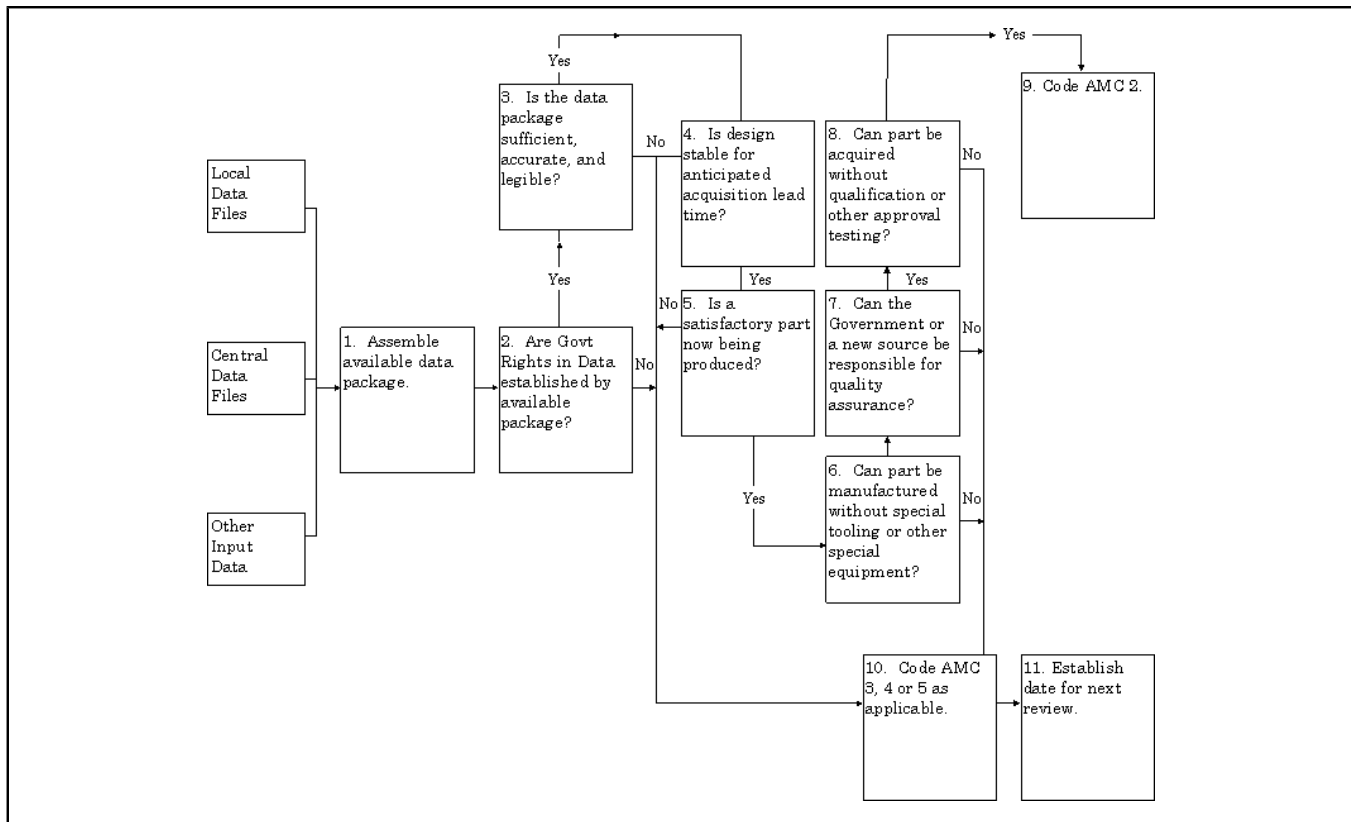 Local
Data
Files
Central
Data
Files
Other
Input
Data
1. Assemble
available data
package.
2. Are Govt
Rights in Data
established by
available
package?
No
Yes
3. Is the data
package
sufficient,
accurate, and
legible?
Yes
No
4. Is design
stable for
anticipated
acquisition lead
time?
Yes
5. Is a
satisfactory part
now being
produced?
No
Yes
6. Can part be
manufactured
without special
tooling or other
special
equipment?
No
7. Can the
Government or
a new source be
responsible for
quality
assurance?
No
Yes
8. Can part be
acquired
without
qualification or
other approval
testing?
No
Yes
9. Code AMC 2.
10. Code AMC
3, 4 or 5 as
applicable.
11. Establish
date for next
review.